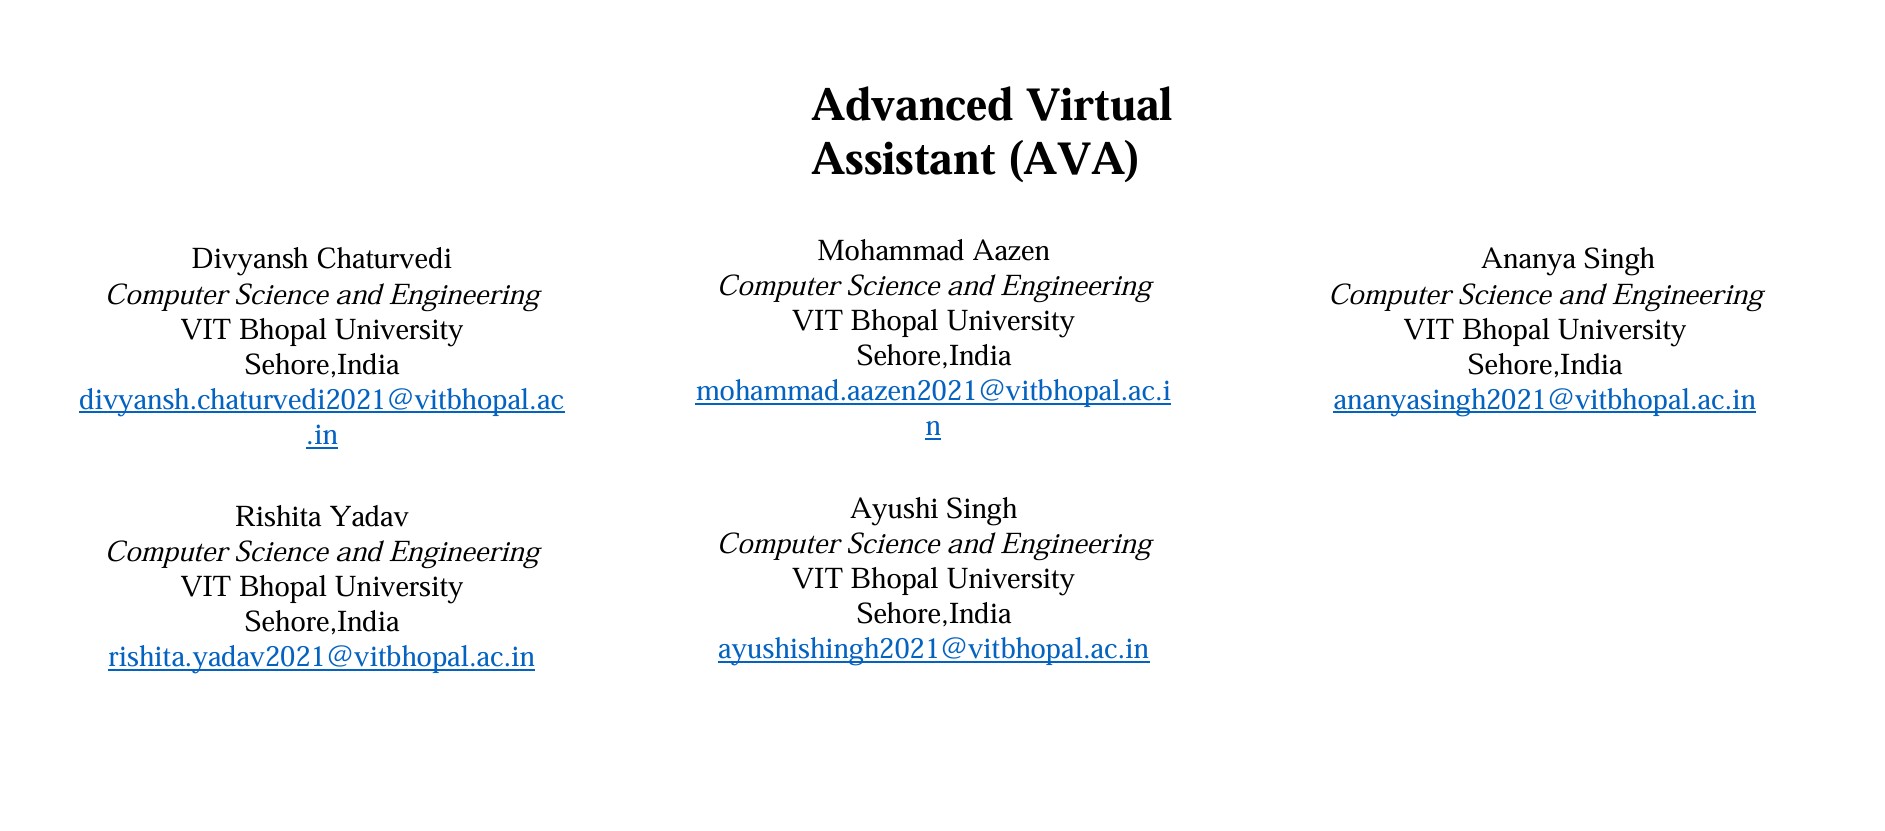 Advanced Virtual
Assistant (AVA)
Divyansh Chaturvedi
Computer Science and Engineering
VIT Bhopal University
Sehore,India
divyansh.chaturvedi2021@vitbhopal.ac
.in
Mohammad Aazen
Computer Science and Engineering
VIT Bhopal University
Sehore,India
mohammad.aazen2021@vitbhopal.ac.i
n
Ananya Singh
Computer Science and Engineering
VIT Bhopal University
Sehore,India
ananyasingh2021@vitbhopal.ac.in
Rishita Yadav
Computer Science and Engineering
VIT Bhopal University
Sehore,India
rishita.yadav2021@vitbhopal.ac.in
Ayushi Singh
Computer Science and Engineering
VIT Bhopal University
Sehore,India
ayushishingh2021@vitbhopal.ac.in